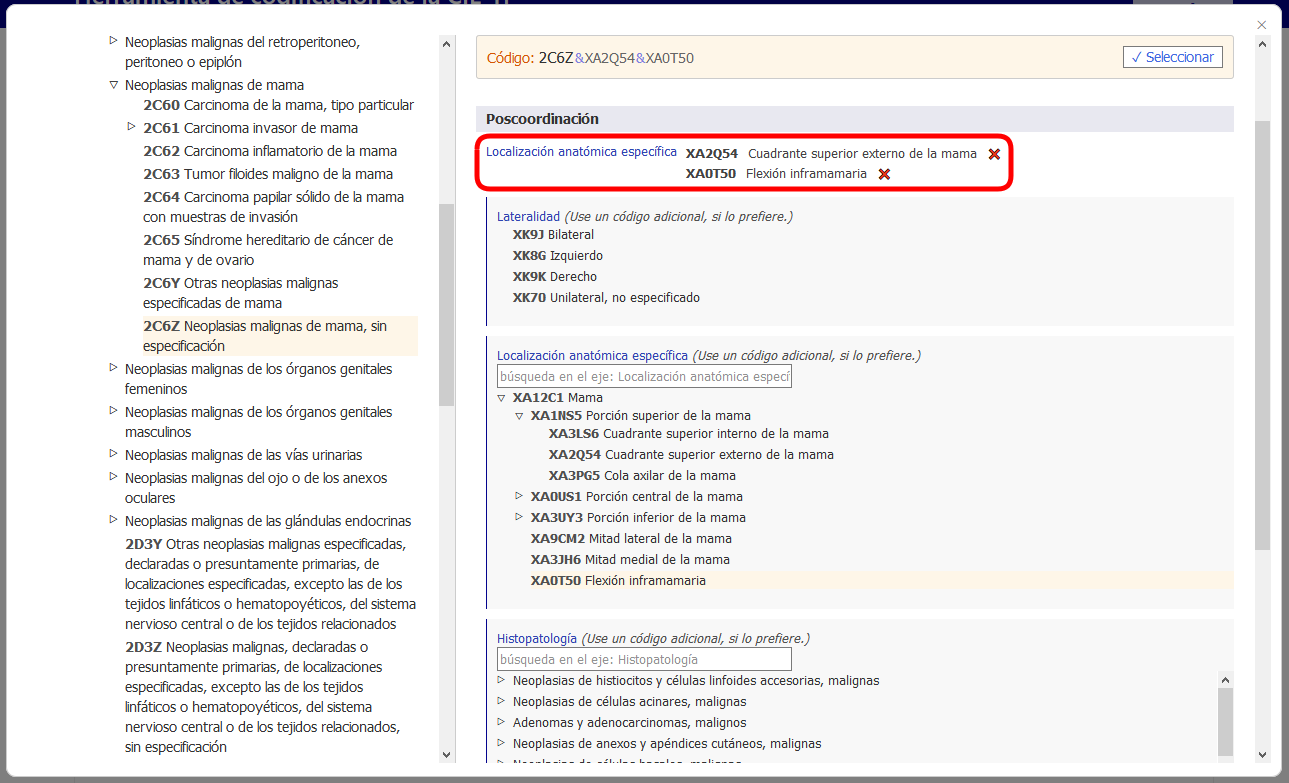 Herramienta de codificación de la CIE-11
Neoplasias malignas del retroperitoneo,
peritoneo o epiplón
Neoplasias malignas de mama
2C60 Carcinoma de la mama, tipo particular
2C61 Carcinoma invasor de mama
2C62 Carcinoma inflamatorio de la mama
2C63 Tumor filoides maligno de la mama
2C64 Carcinoma papilar sólido de la mama
con muestras de invasión
2C65 Síndrome hereditario de cáncer de
mama y de ovario
2C6Y Otras neoplasias malignas
especificadas de mama
2C6Z Neoplasias malignas de mama, sin
especificación
Neoplasias malignas de los órganos genitales
femeninos
Neoplasias malignas de los órganos genitales
masculinos
Neoplasias malignas de las vías urinarias
Neoplasias malignas del ojo o de los anexos
oculares
Neoplasias malignas de las glándulas endocrinas
2D3Y Otras neoplasias malignas especificadas,
declaradas o presuntamente primarias, de
localizaciones especificadas, excepto las de los
tejidos linfáticos o hematopoyéticos, del sistema
nervioso central o de los tejidos relacionados
2D3Z Neoplasias malignas, declaradas o
presuntamente primarias, de localizaciones
especificadas, excepto las de los tejidos
linfáticos o hematopoyéticos, del sistema
nervioso central o de los tejidos relacionados,
sin especificación
Código: 2C6Z&XA2Q54&XA0T50
✓ Seleccionar
Poscoordinación
Localización anatómica específica XA2Q54 Cuadrante superior externo de la mama
XA0T50 Flexión inframamaria
Lateralidad (Use un código adicional, si lo prefiere.)
XK9J Bilateral
XK8G Izquierdo
XK9K Derecho
XK70 Unilateral, no especificado
Localización anatómica específica (Use un código adicional, si lo prefiere.)
búsqueda en el eje: Localización anatómica especí
XA12C1 Mama
XA1NS5 Porción superior de la mama
XA3LS6 Cuadrante superior interno de la mama
XA2Q54 Cuadrante superior externo de la mama
XA3PG5 Cola axilar de la mama
XA0US1 Porción central de la mama
XA3UY3 Porción inferior de la mama
XA9CM2 Mitad lateral de la mama
XA3JH6 Mitad medial de la mama
XA0T50 Flexión inframamaria
Histopatología (Use un código adicional, si lo prefiere.)
búsqueda en el eje: Histopatología
Neoplasias de histiocitos y células linfoides accesorias, malignas
Neoplasias de células acinares, malignas
Adenomas y adenocarcinomas, malignos
Neoplasias de anexos y apéndices cutáneos, malignas
Neoplasias de células basales, malignas